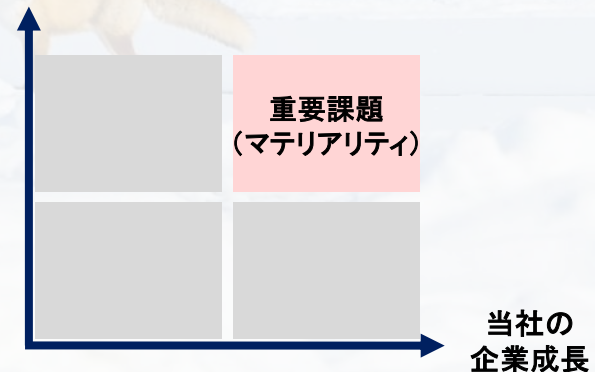 重要課題
（マテリアリティ）
当社の
企業成長